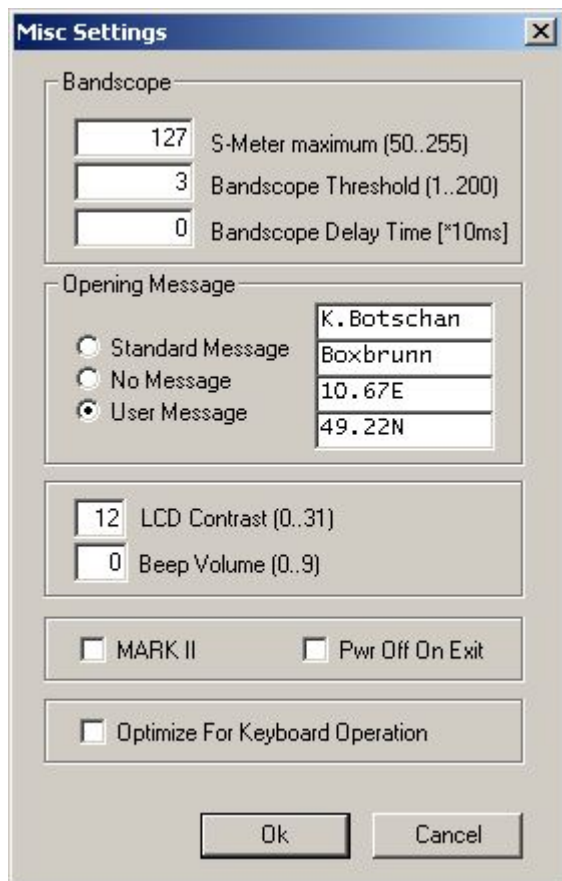 Misc Settings
Bandscope
127 S-Meter maximum (50..255)
3 Bandscope Threshold (1..200)
0 Bandscope Delay Time [*10ms]
Opening Message
Standard Message
No Message
User Message
K.Botschan
Boxbrunn
10.67E
49.22N
12 LCD Contrast (0..31)
0 Beep Volume (0..9)
MARK II Pwr Off On Exit
Optimize For Keyboard Operation
Ok Cancel